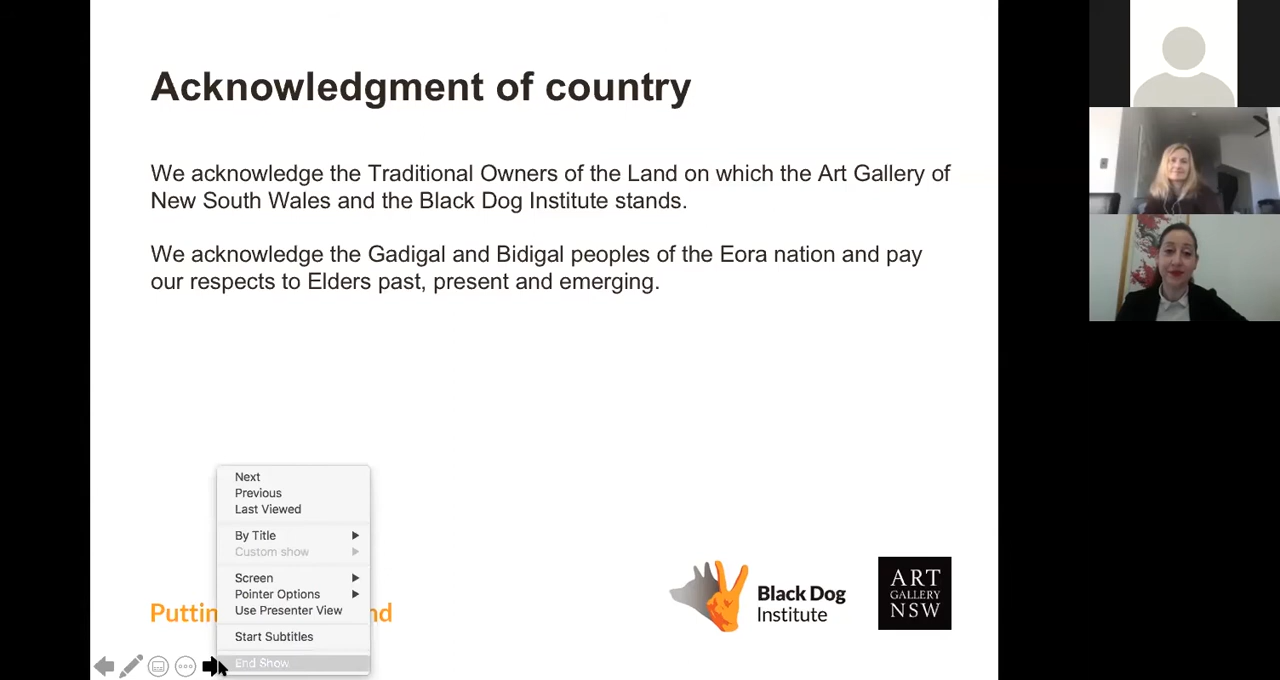 Acknowledgment of country
We acknowledge the Traditional Owners of the Land on which the Art Gallery of
New South Wales and the Black Dog Institute stands.
We acknowledge the Gadigal and Bidigal peoples of the Eora nation and pay
our respects to Elders past, present and emerging.
Next
Previous
Last Viewed
By Title
Custom show
Screen
Pointer Options
Use Presenter View
Start Subtitles
End Show
Black Dog
Institute
ART
GALLERY
NSW